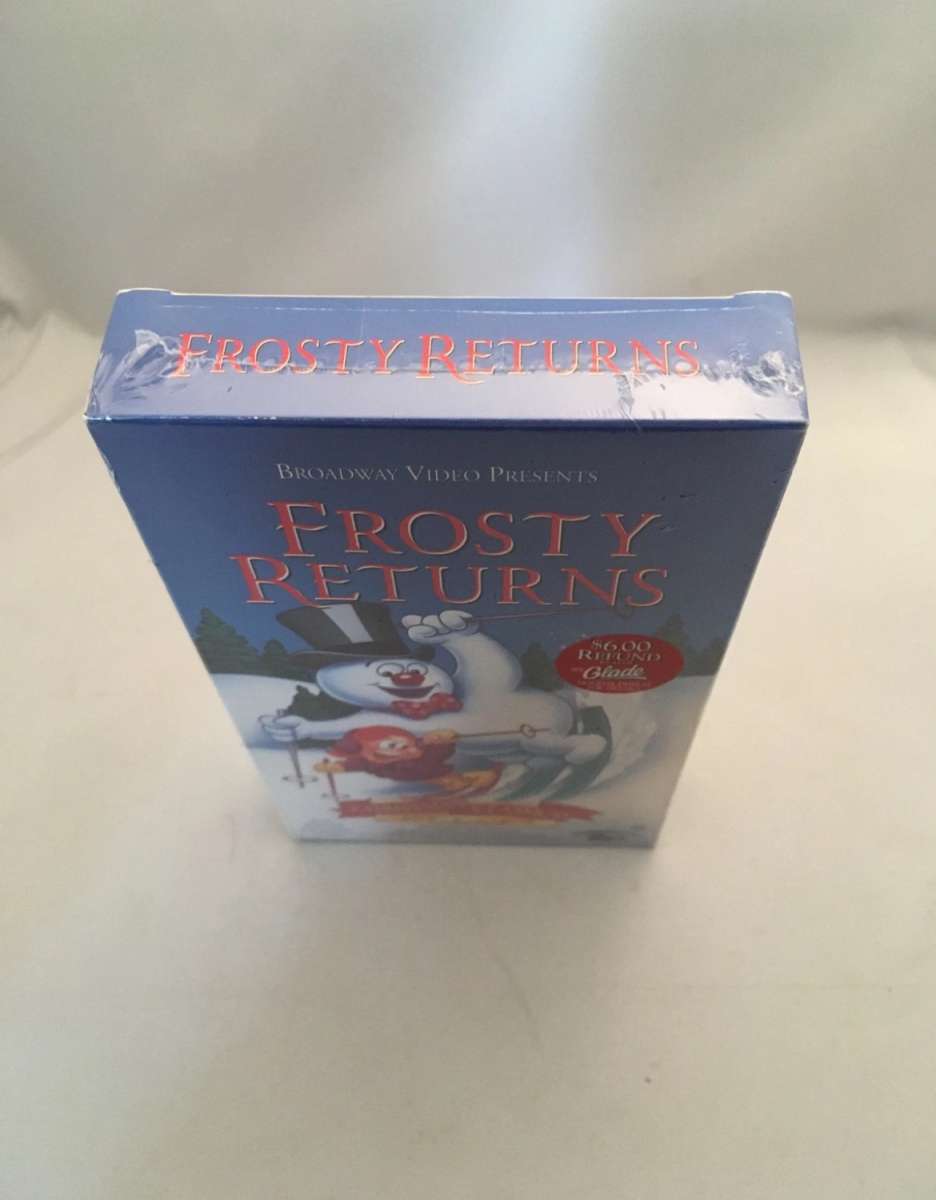 FROSTY RETURNS
BROADWAY VIDEO PRESENTS
FROSTY
RETURNS
$6.00
REFUND
Glade